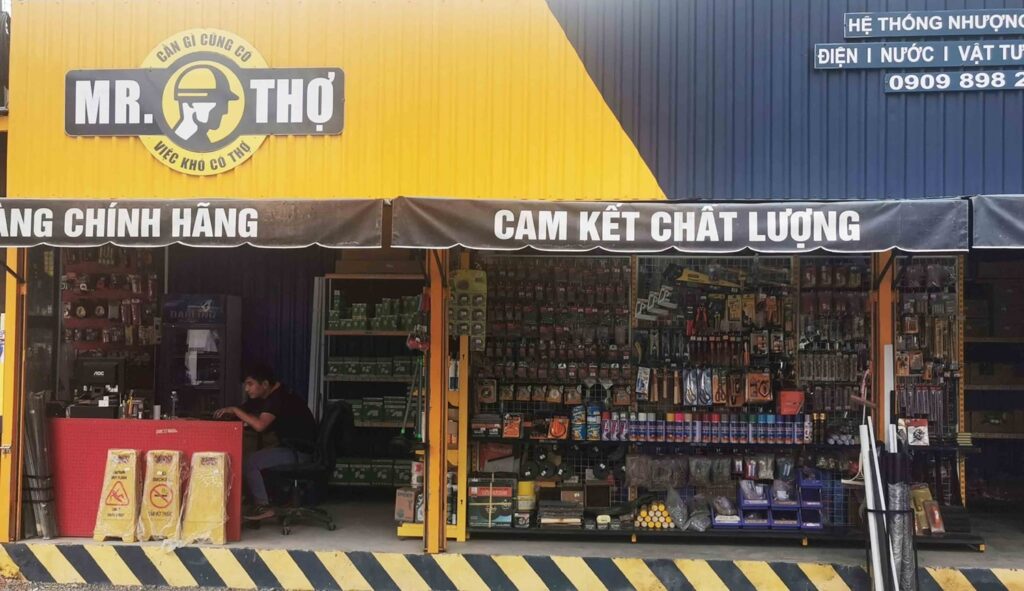 CẦN GÌ CŨNG CÓ
MR. THỢ
VIỆC KHÓ CÓ THỢ
HỆ THỐNG NHƯỢNG
ĐIỆN I NƯỚC I VẬT TƯ
0909 898 2
ÀNG CHÍNH HÃNG
CAM KẾT CHẤT LƯỢNG
AOC